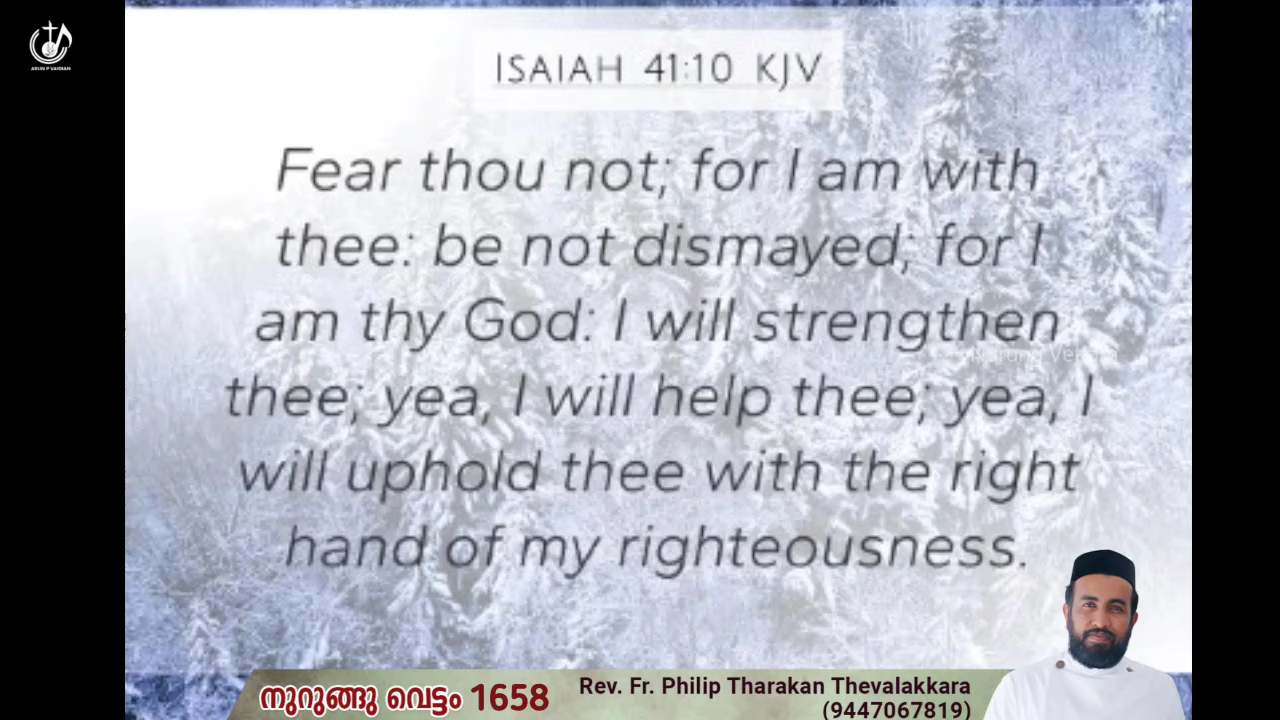 ARUN P VAIDIAN
ISAIAH 41:10 KJV
Fear thou not; for I am with
thee: be not dismayed; for I
am thy God: I will strengthen
thee; yea, I will help thee; yea, I
will uphold thee with the right
hand of my righteousness.
നുറുങ്ങു വെട്ടം 1658
Rev. Fr. Philip Tharakan Thevalakkara
(9447067819)